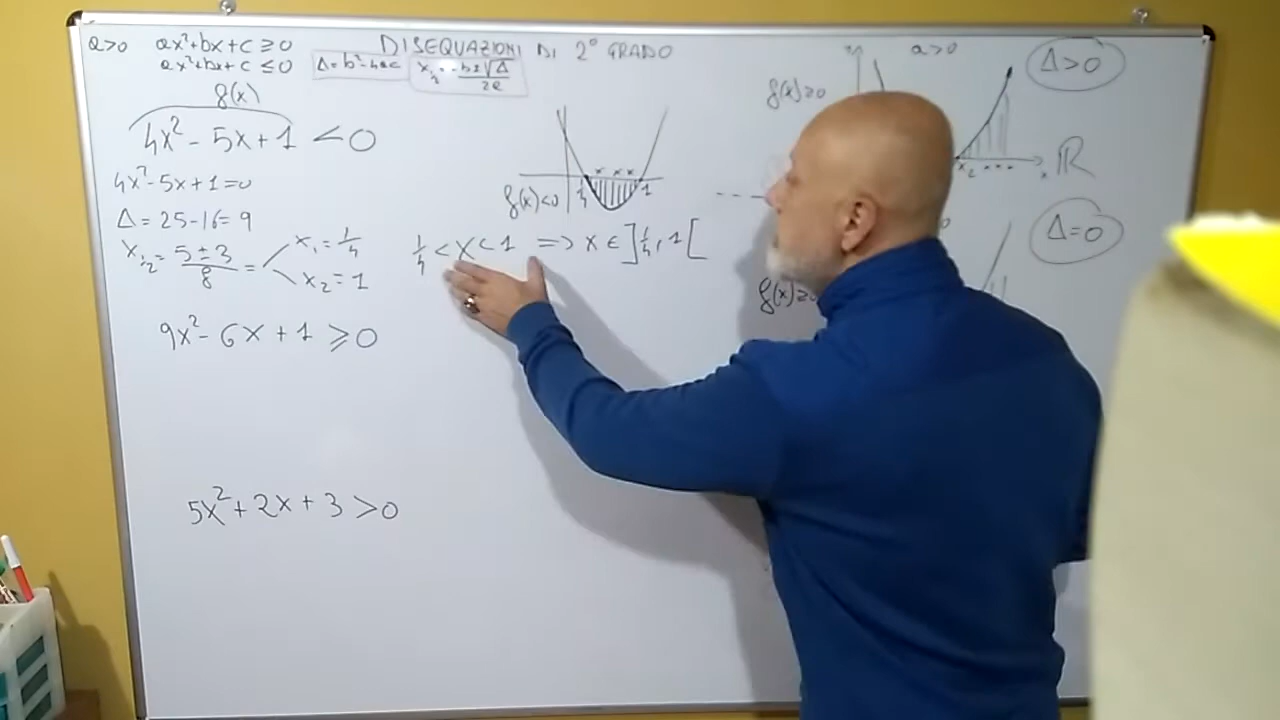 DISEQUAZIONI DI 2° GRADO
a>0 ax²+bx+c ≥ 0
ax²+bx+c ≤ 0
Δ=b²-4ac
x½=-b±√Δ/2a
f(x)
4x² - 5x + 1 < 0
4x²-5x+1=0
Δ = 25-16=9
x½ = 5±3/8 = x₁=¼
x₂=1
f(x)<0 ¼ 1
¼ < x < 1 => x ∈ ]¼, 1[
9x² - 6x + 1 ≥ 0
5x² + 2x + 3 > 0
a>0
f(x)≥0
Δ>0
x₂ x
ℝ
Δ=0